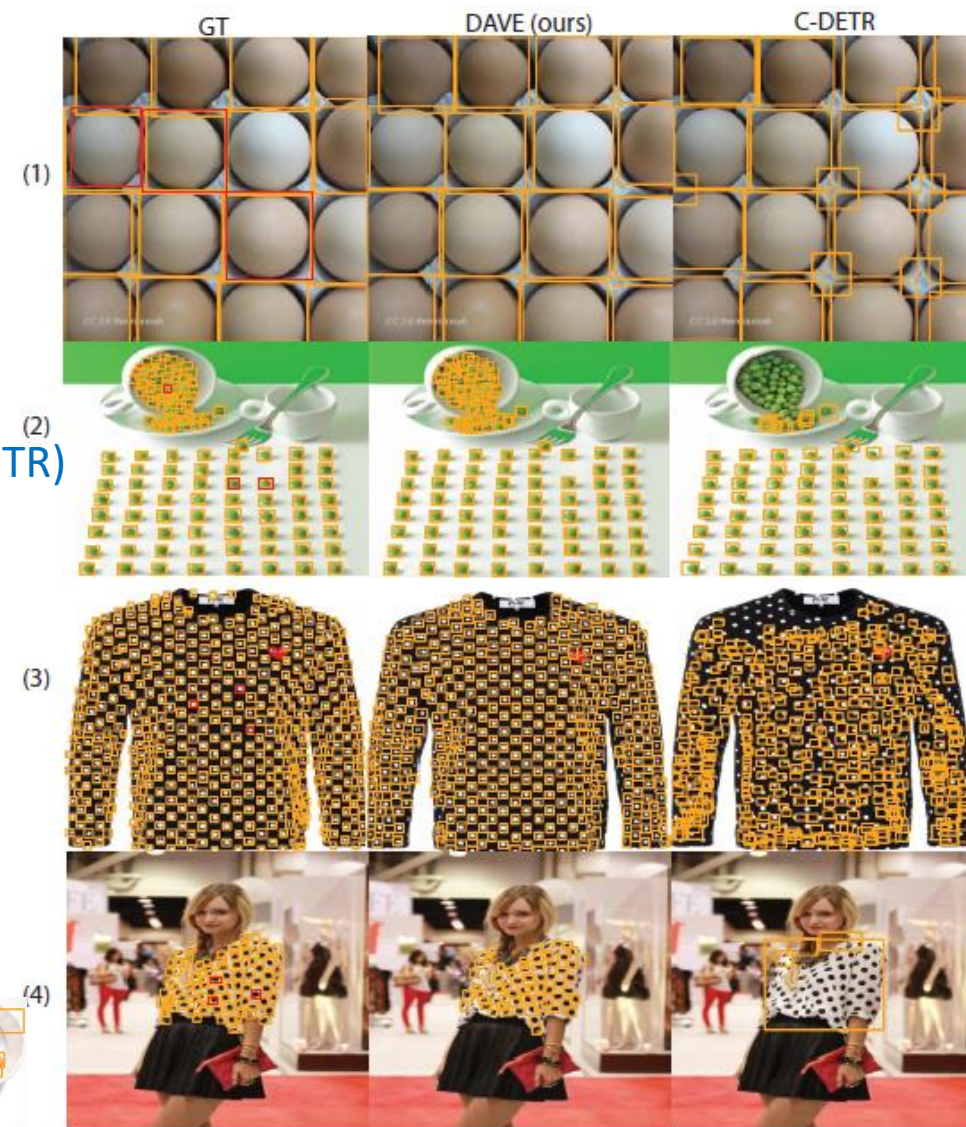 GT DAVE (ours) C-DETR
(1)
(2)
TR)
(3)
(4)